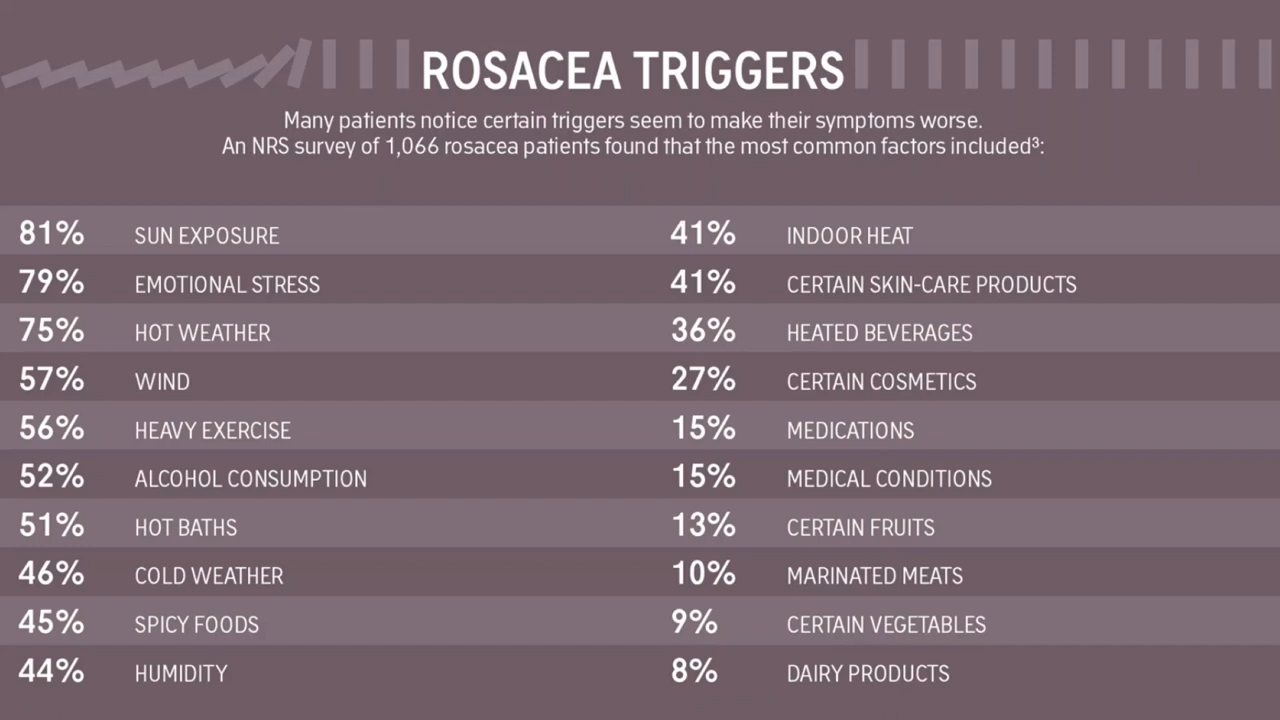 ROSACEA TRIGGERS
Many patients notice certain triggers seem to make their symptoms worse.
An NRS survey of 1,066 rosacea patients found that the most common factors included³:
81% SUN EXPOSURE
79% EMOTIONAL STRESS
75% HOT WEATHER
57% WIND
56% HEAVY EXERCISE
52% ALCOHOL CONSUMPTION
51% HOT BATHS
46% COLD WEATHER
45% SPICY FOODS
44% HUMIDITY
41% INDOOR HEAT
41% CERTAIN SKIN-CARE PRODUCTS
36% HEATED BEVERAGES
27% CERTAIN COSMETICS
15% MEDICATIONS
15% MEDICAL CONDITIONS
13% CERTAIN FRUITS
10% MARINATED MEATS
9% CERTAIN VEGETABLES
8% DAIRY PRODUCTS